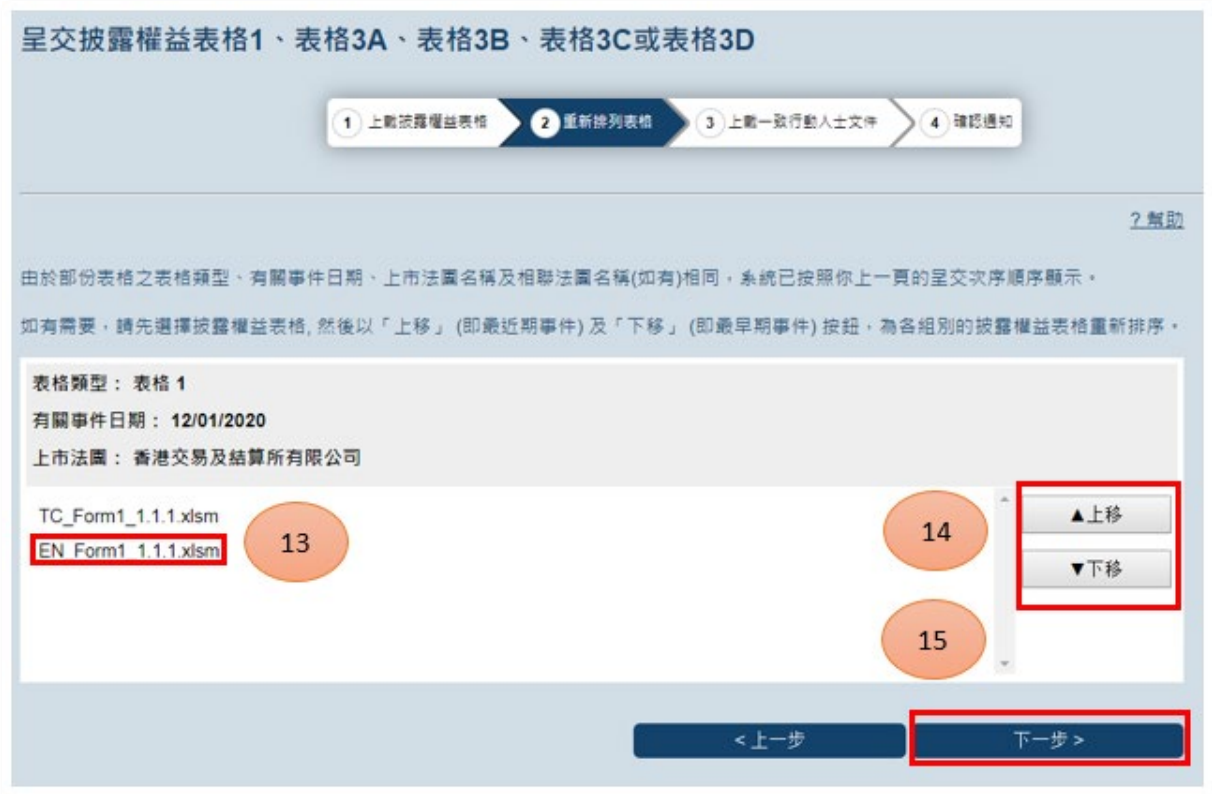 呈交披露權益表格1、表格3A、表格3B、表格3C或表格3D
1 上載披露權益表格 2 重新排列表格 3 上載一致行動人士文件 4 確認通知
? 幫助
由於部份表格之表格類型、有關事件日期、上市法團名稱及相聯法團名稱(如有)相同，系統已按照你上一頁的呈交次序順序顯示。
如有需要，請先選擇披露權益表格, 然後以「上移」 (即最近期事件) 及「下移」 (即最早期事件) 按鈕，為各組別的披露權益表格重新排序。
表格類型： 表格 1
有關事件日期： 12/01/2020
上市法團： 香港交易及結算所有限公司
TC_Form1_1.1.1.xlsm
EN_Form1_1.1.1.xlsm
13
14
▲上移
▼下移
15
<上一步
下一步>